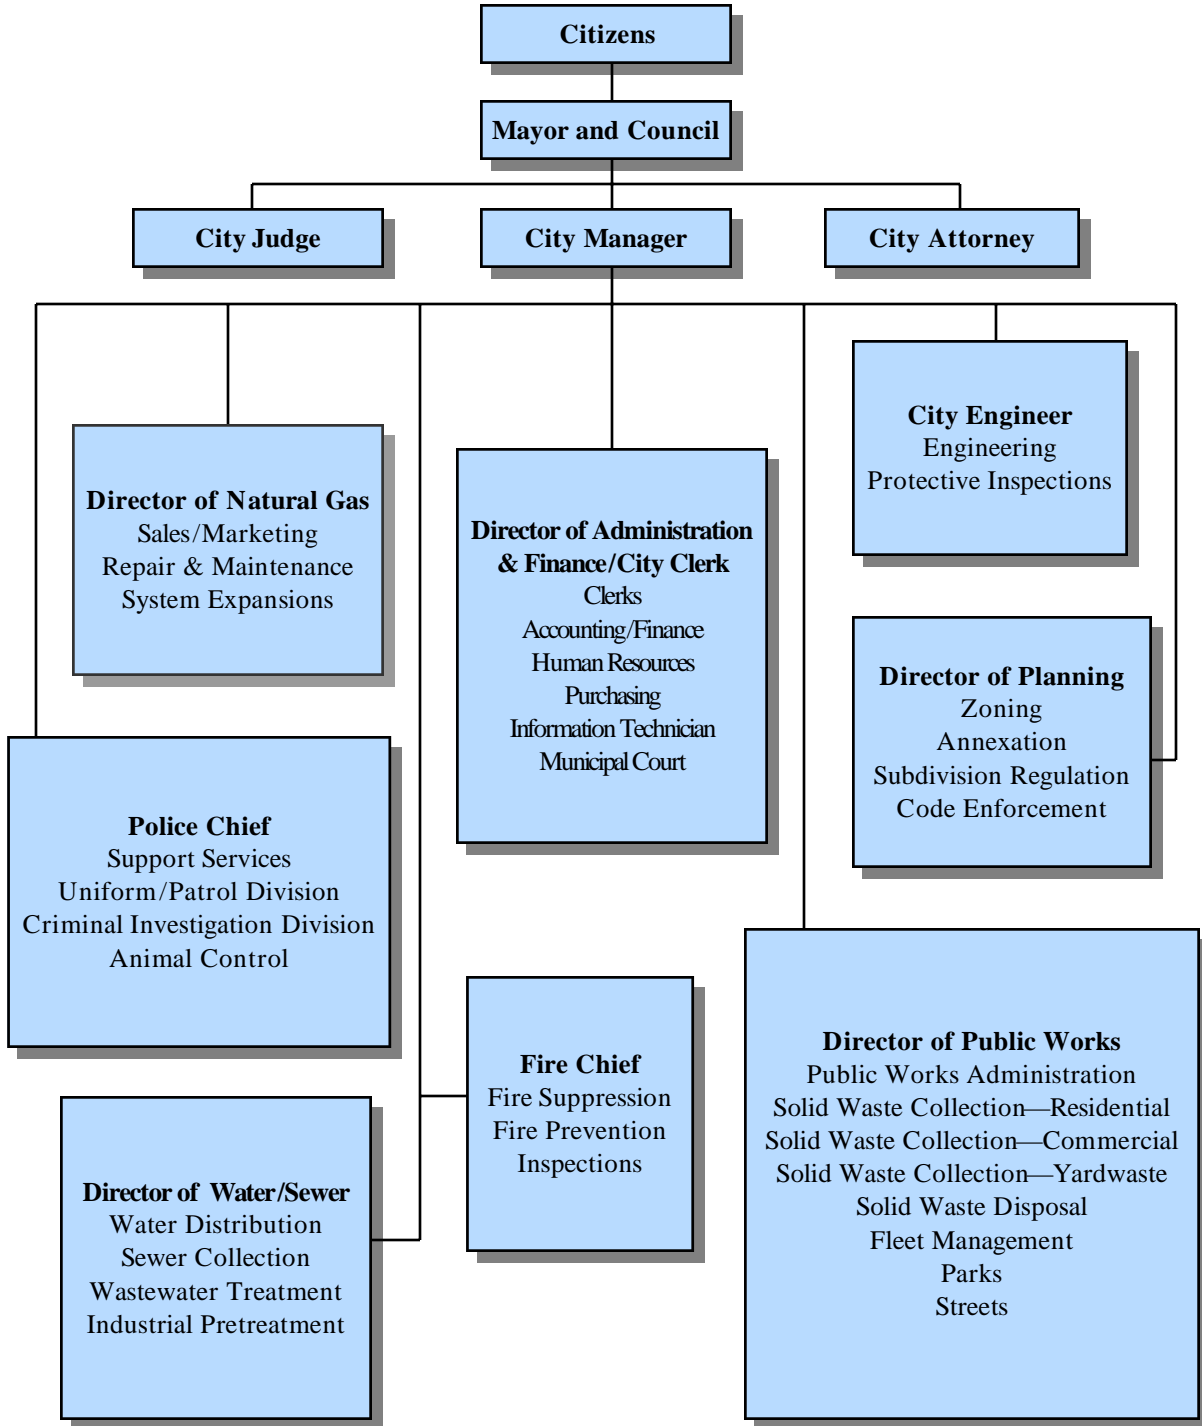 Citizens
Mayor and Council
City Judge
City Manager
City Attorney
City Engineer
Engineering
Protective Inspections
Director of Natural Gas
Sales/Marketing
Repair & Maintenance
System Expansions
Director of Administration
& Finance/City Clerk
Clerks
Accounting/Finance
Human Resources
Purchasing
Information Technician
Municipal Court
Director of Planning
Zoning
Annexation
Subdivision Regulation
Code Enforcement
Police Chief
Support Services
Uniform/Patrol Division
Criminal Investigation Division
Animal Control
Fire Chief
Fire Suppression
Fire Prevention
Inspections
Director of Public Works
Public Works Administration
Solid Waste Collection—Residential
Solid Waste Collection—Commercial
Solid Waste Collection—Yardwaste
Solid Waste Disposal
Fleet Management
Parks
Streets
Director of Water/Sewer
Water Distribution
Sewer Collection
Wastewater Treatment
Industrial Pretreatment